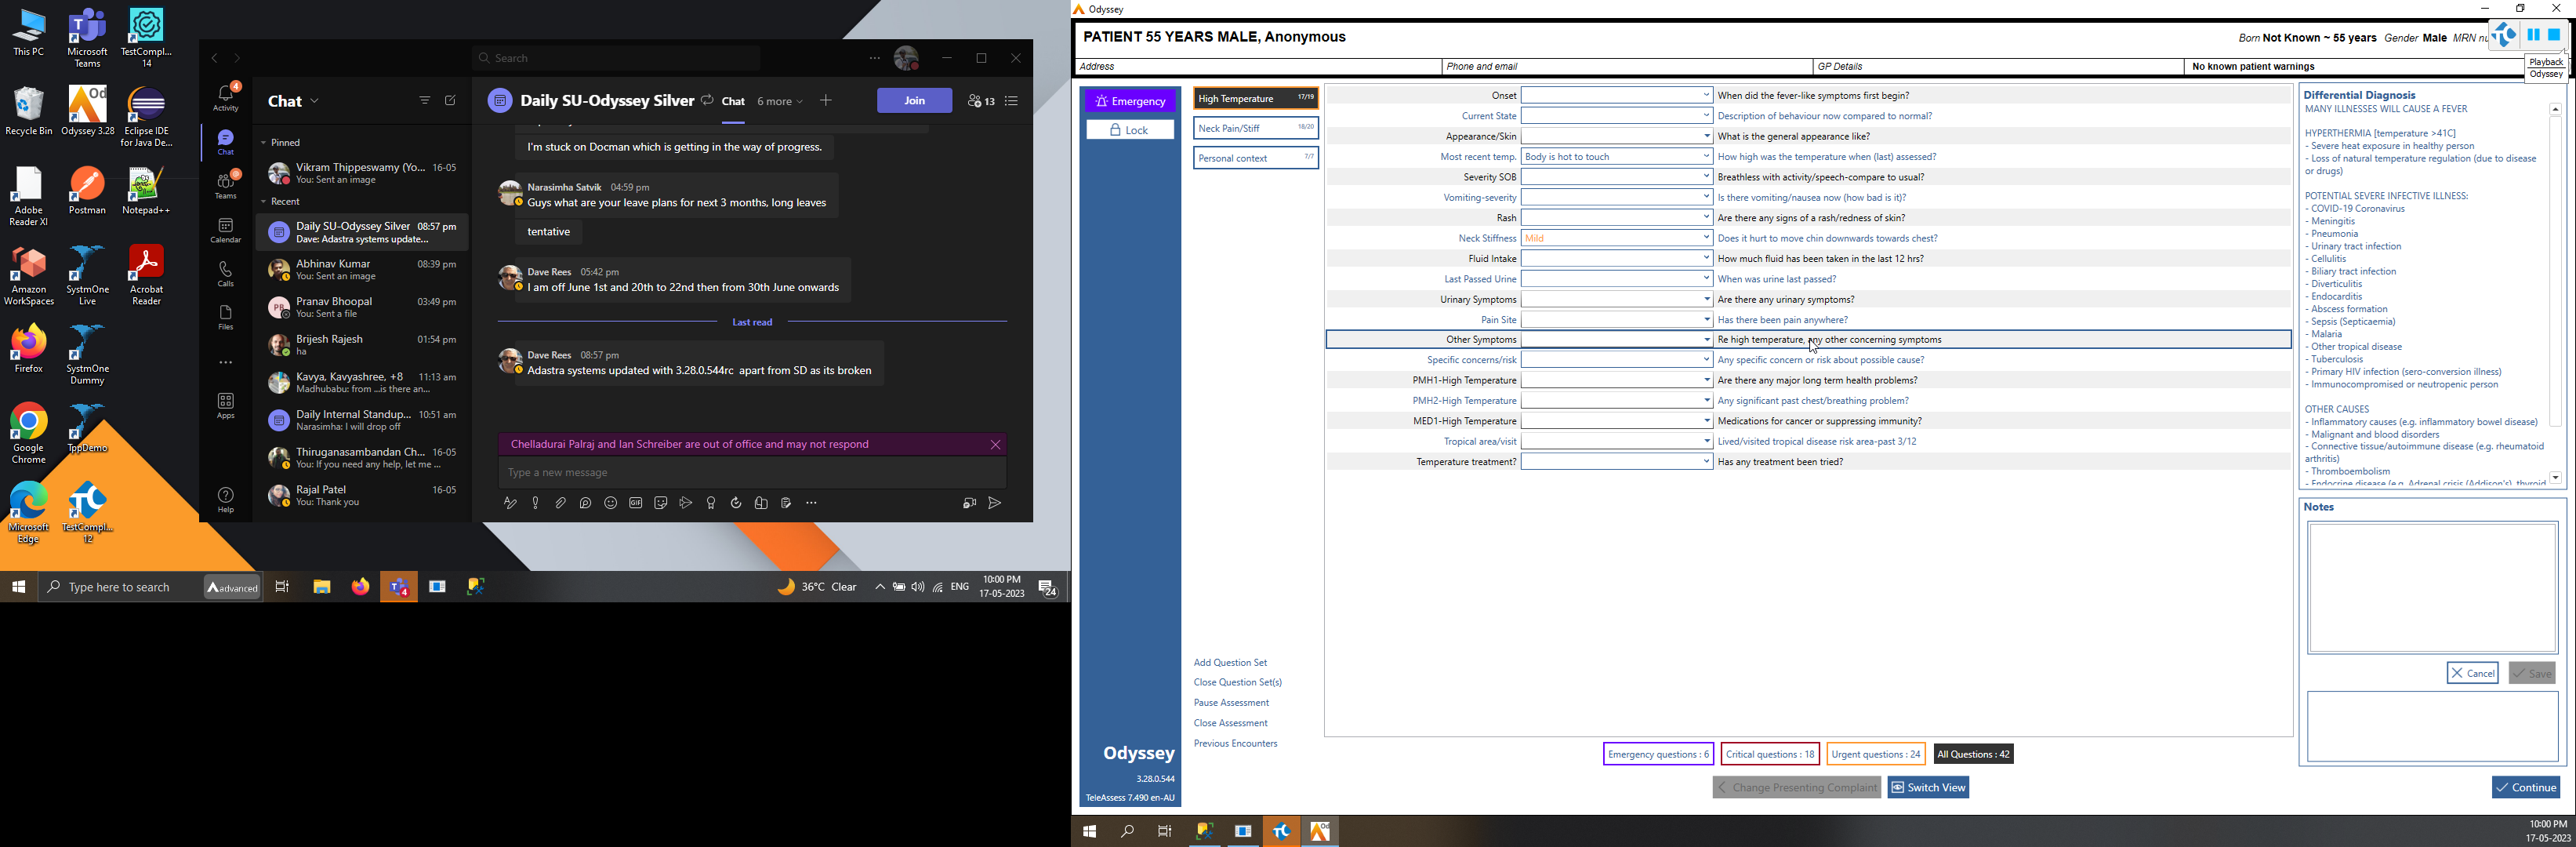 This PC
Microsoft Teams
TestCompl... 14
Recycle Bin
Odyssey 3.28
Eclipse IDE for Java De...
Adobe Reader XI
Postman
Notepad++
Amazon WorkSpaces
SystmOne Live
Acrobat Reader
Firefox
SystmOne Dummy
Google Chrome
TppDemo
Microsoft Edge
TestCompl... 12
Search
Activity
4
Chat
Teams
Calendar
Calls
Files
Apps
Help
Chat
Pinned
Vikram Thippeswamy (Yo... 16-05
You: Sent an image
Recent
Daily SU-Odyssey Silver 08:57 pm
Dave: Adastra systems update...
Abhinav Kumar 08:39 pm
You: Sent an image
PB
Pranav Bhoopal 03:49 pm
You: Sent a file
Brijesh Rajesh 01:54 pm
ha
Kavya, Kavyashree, +8 11:13 am
Madhubabu: from ...is there an...
Daily Internal Standup... 10:51 am
Narasimha: I will drop off
Thiruganasambandan Ch... 16-05
You: If you need any help, let me ...
Rajal Patel 16-05
You: Thank you
Daily SU-Odyssey Silver Chat 6 more Join 13
I'm stuck on Docman which is getting in the way of progress.
Narasimha Satvik 04:59 pm
Guys what are your leave plans for next 3 months, long leaves
tentative
Dave Rees 05:42 pm
I am off June 1st and 20th to 22nd then from 30th June onwards
Last read
Dave Rees 08:57 pm
Adastra systems updated with 3.28.0.544rc apart from SD as its broken
Chelladurai Palraj and Ian Schreiber are out of office and may not respond
Type a new message
GIF
Type here to search
advanced
4
36°C Clear
ENG
10:00 PM
17-05-2023
24
Odyssey
PATIENT 55 YEARS MALE, Anonymous
Born Not Known ~ 55 years Gender Male MRN
Playback
Odyssey
Address
Phone and email
GP Details
No known patient warnings
Emergency
Lock
High Temperature 17/19
Neck Pain/Stiff 18/20
Personal context 7/7
Onset When did the fever-like symptoms first begin?
Current State Description of behaviour now compared to normal?
Appearance/Skin What is the general appearance like?
Most recent temp. Body is hot to touch How high was the temperature when (last) assessed?
Severity SOB Breathless with activity/speech-compare to usual?
Vomiting-severity Is there vomiting/nausea now (how bad is it)?
Rash Are there any signs of a rash/redness of skin?
Neck Stiffness Mild Does it hurt to move chin downwards towards chest?
Fluid Intake How much fluid has been taken in the last 12 hrs?
Last Passed Urine When was urine last passed?
Urinary Symptoms Are there any urinary symptoms?
Pain Site Has there been pain anywhere?
Other Symptoms Re high temperature, any other concerning symptoms
Specific concerns/risk Any specific concern or risk about possible cause?
PMH1-High Temperature Are there any major long term health problems?
PMH2-High Temperature Any significant past chest/breathing problem?
MED1-High Temperature Medications for cancer or suppressing immunity?
Tropical area/visit Lived/visited tropical disease risk area-past 3/12
Temperature treatment? Has any treatment been tried?
Differential Diagnosis
MANY ILLNESSES WILL CAUSE A FEVER
HYPERTHERMIA [temperature >41C]
- Severe heat exposure in healthy person
- Loss of natural temperature regulation (due to disease
or drugs)
POTENTIAL SEVERE INFECTIVE ILLNESS:
- COVID-19 Coronavirus
- Meningitis
- Pneumonia
- Urinary tract infection
- Cellulitis
- Biliary tract infection
- Diverticulitis
- Endocarditis
- Abscess formation
- Sepsis (Septicaemia)
- Malaria
- Other tropical disease
- Tuberculosis
- Primary HIV infection (sero-conversion illness)
- Immunocompromised or neutropenic person
OTHER CAUSES
- Inflammatory causes (e.g. inflammatory bowel disease)
- Malignant and blood disorders
- Connective tissue/autoimmune disease (e.g. rheumatoid
arthritis)
- Thromboembolism
- Endocrine disease (e.g. Adrenal crisis (Addison's), thyroid
Notes
Cancel
Save
Add Question Set
Close Question Set(s)
Pause Assessment
Close Assessment
Previous Encounters
Odyssey
3.28.0.544
TeleAssess 7.490 en-AU
Emergency questions : 6
Critical questions : 18
Urgent questions : 24
All Questions : 42
Change Presenting Complaint
Switch View
Continue
10:00 PM
17-05-2023